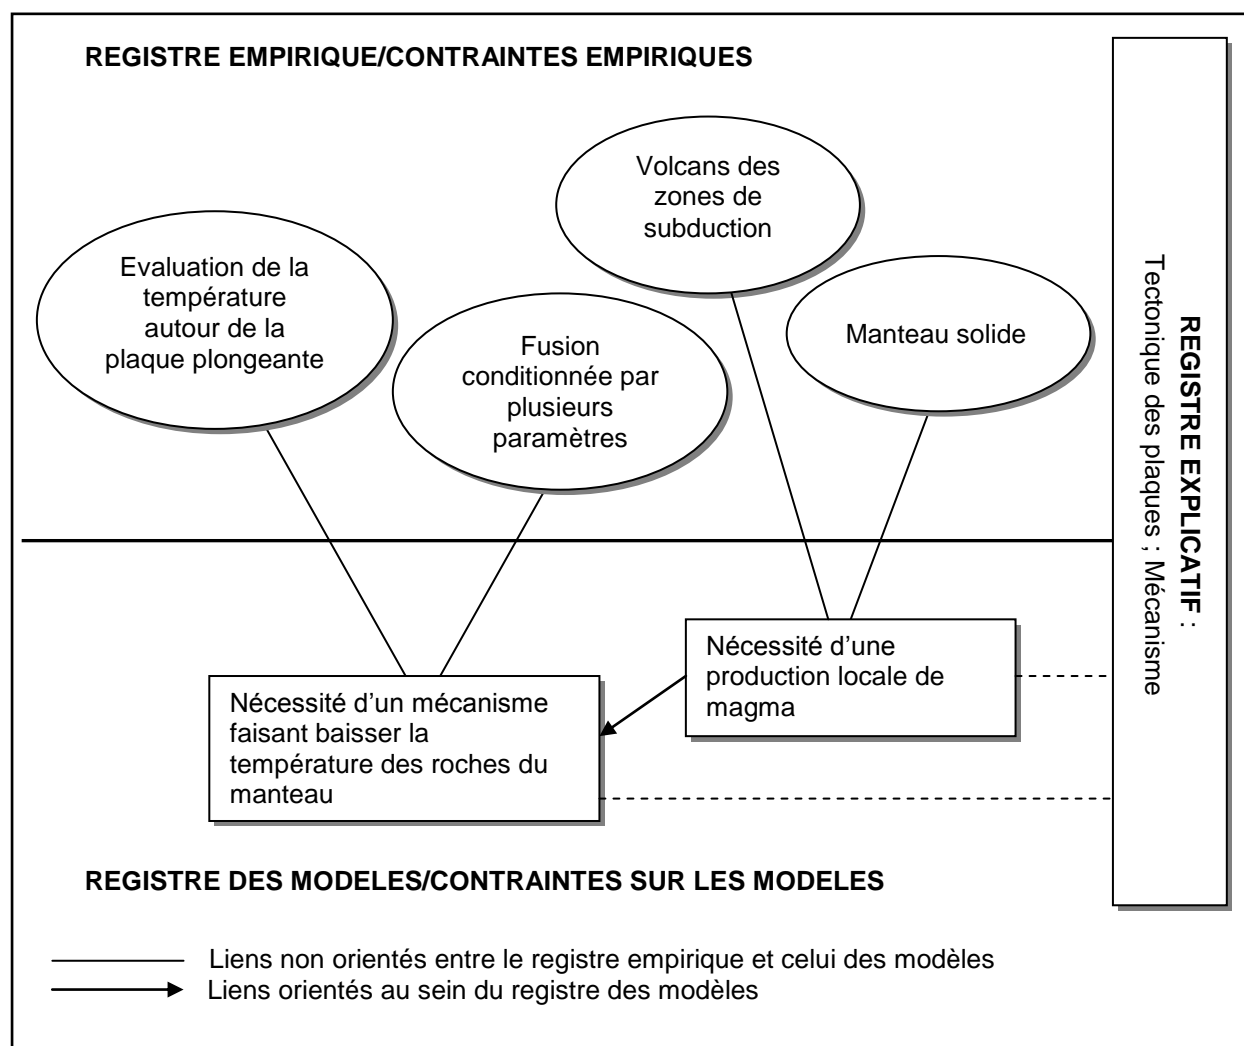 REGISTRE EMPIRIQUE/CONTRAINTES EMPIRIQUES
Volcans des
zones de
subduction
Evaluation de la
température
autour de la
plaque plongeante
Manteau solide
Fusion
conditionnée par
plusieurs
paramètres
REGISTRE EXPLICATIF :
Tectonique des plaques ; Mécanisme
Nécessité d’une
production locale de
magma
Nécessité d’un mécanisme
faisant baisser la
température des roches du
manteau
REGISTRE DES MODELES/CONTRAINTES SUR LES MODELES
Liens non orientés entre le registre empirique et celui des modèles
Liens orientés au sein du registre des modèles